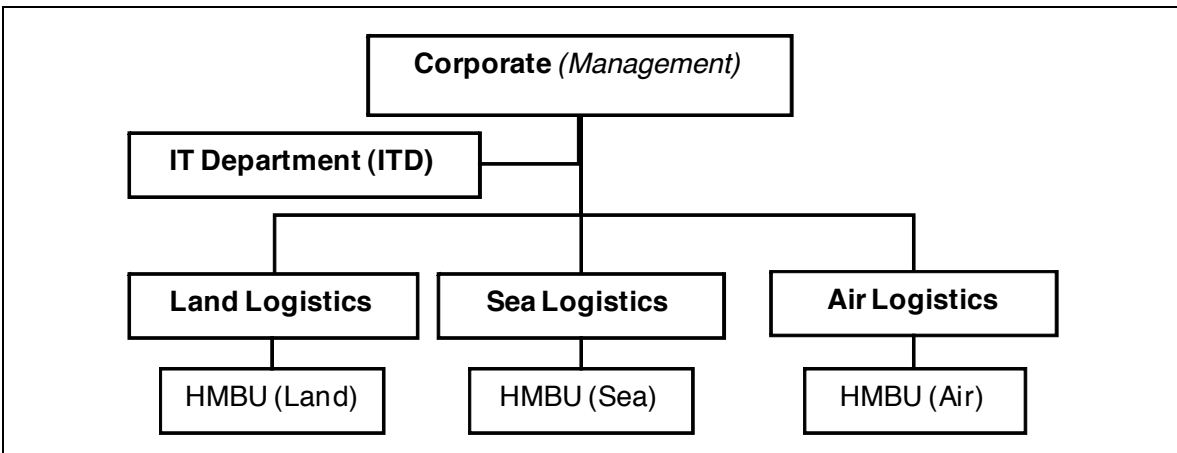 Corporate (Management)
IT Department (ITD)
Land Logistics
Sea Logistics
Air Logistics
HMBU (Land)
HMBU (Sea)
HMBU (Air)